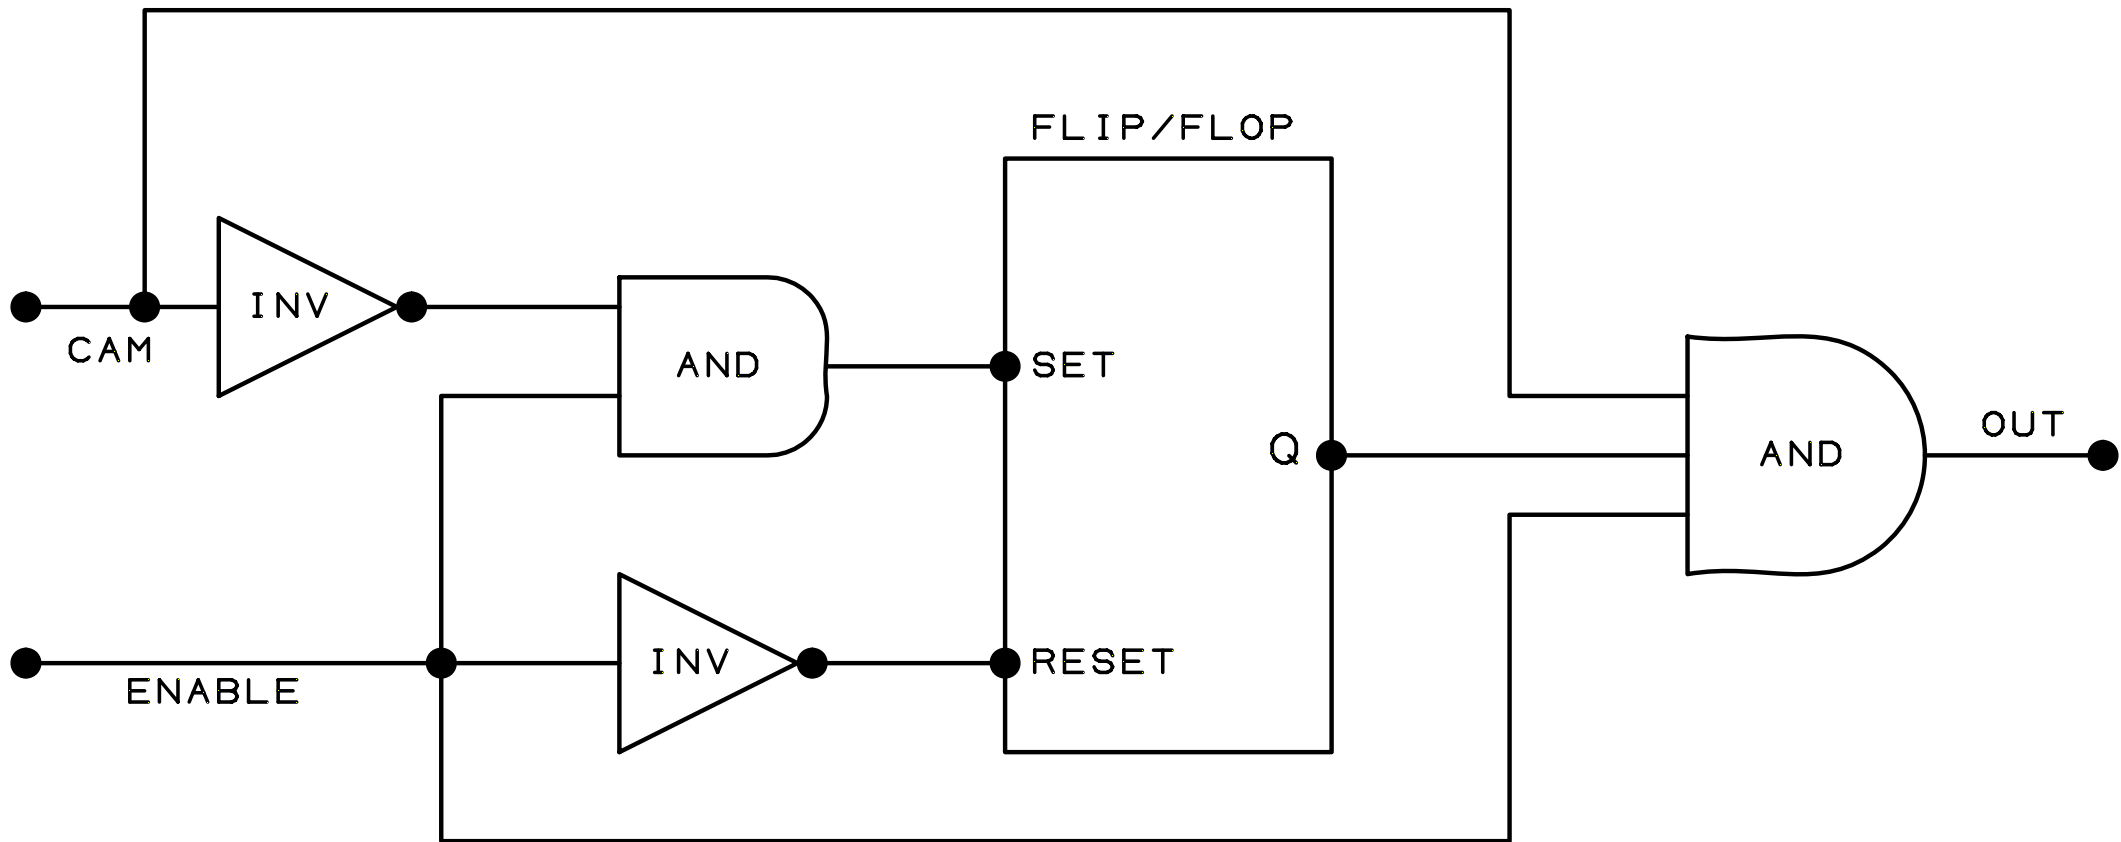 FLIP/FLOP
INV
CAM
AND
SET
Q
OUT
AND
INV
RESET
ENABLE